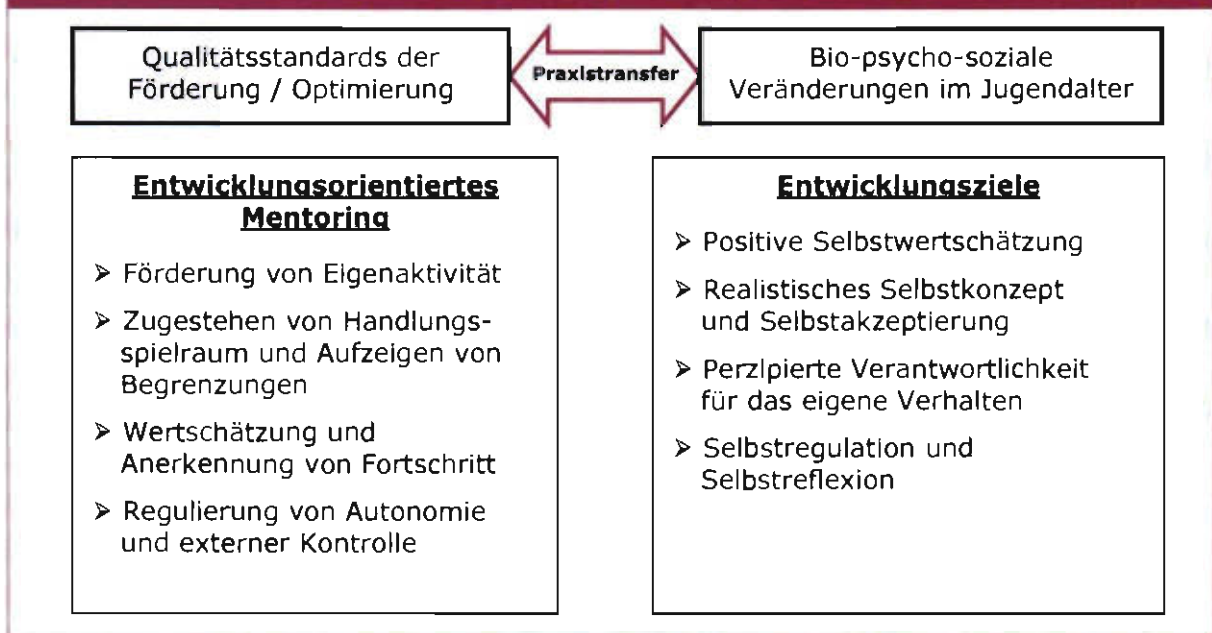 Qualitätsstandards der
Förderung / Optimierung
Praxistransfer
Bio-psycho-soziale
Veränderungen im Jugendalter
Entwicklungsorientiertes
Mentoring
➢ Förderung von Eigenaktivität
➢ Zugestehen von Handlungs-
spielraum und Aufzeigen von
Begrenzungen
➢ Wertschätzung und
Anerkennung von Fortschritt
➢ Regulierung von Autonomie
und externer Kontrolle
Entwicklungsziele
➢ Positive Selbstwertschätzung
➢ Realistisches Selbstkonzept
und Selbstakzeptierung
➢ Perzipierte Verantwortlichkeit
für das eigene Verhalten
➢ Selbstregulation und
Selbstreflexion